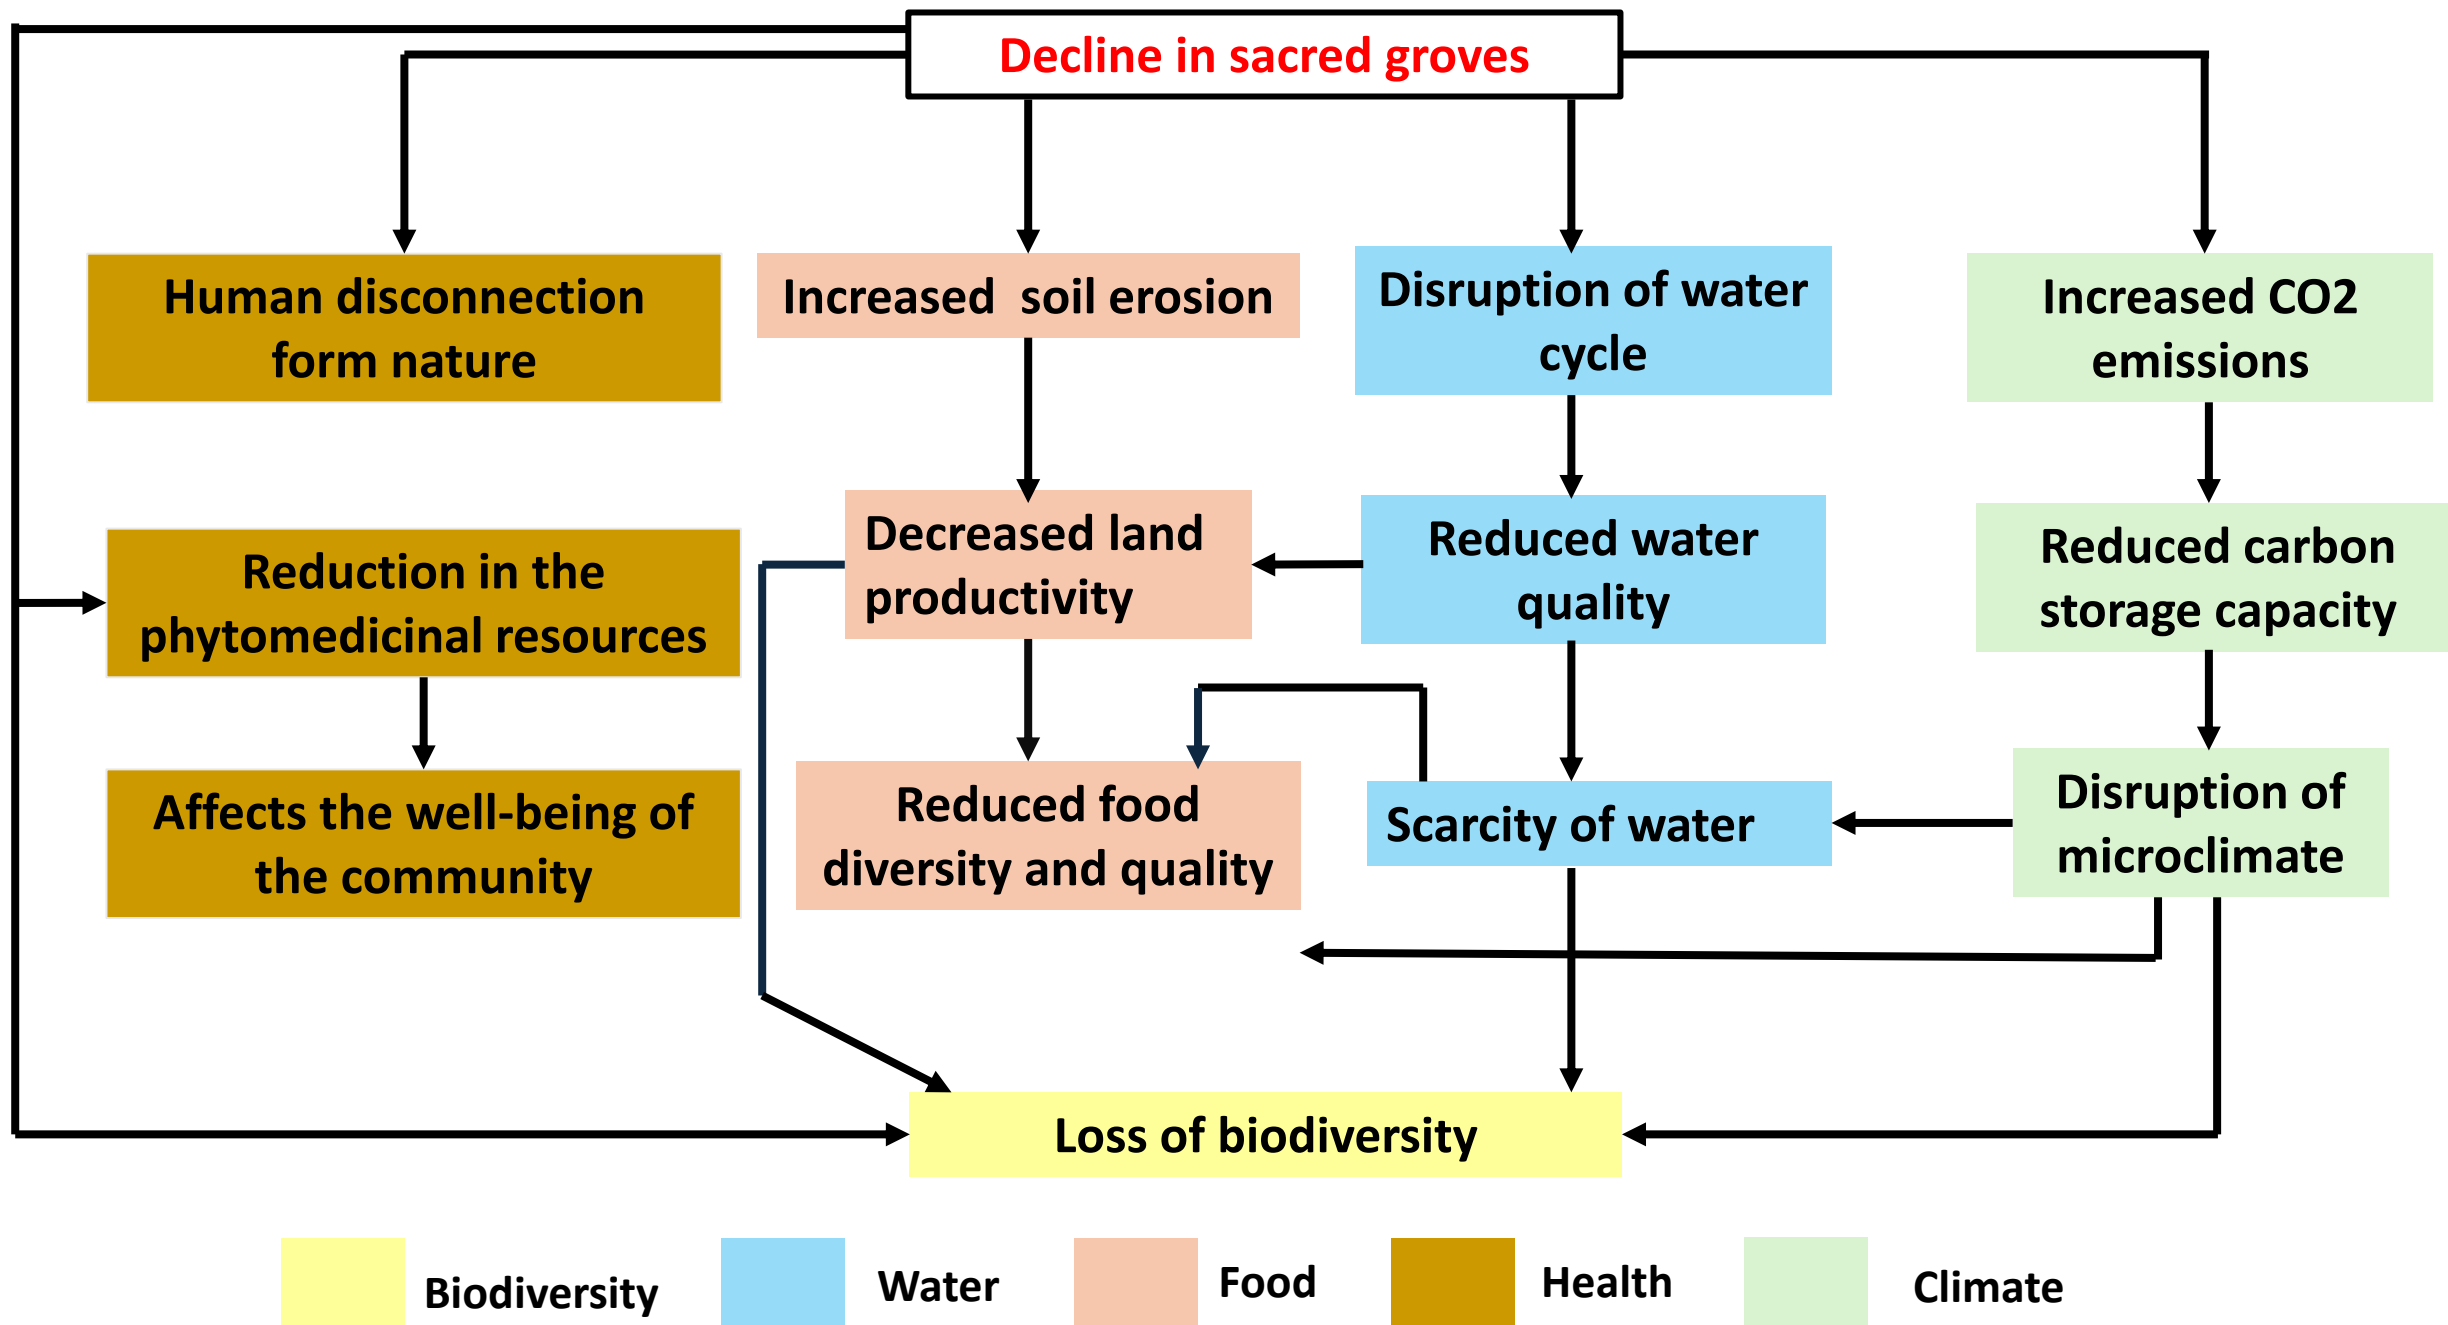 Decline in sacred groves
Human disconnection
form nature
Increased  soil erosion
Disruption of water
cycle
Increased CO2
emissions
Reduction in the
phytomedicinal resources
Decreased land
productivity
Reduced water
quality
Reduced carbon
storage capacity
Affects the well-being of
the community
Reduced food
diversity and quality
Scarcity of water
Disruption of
microclimate
Loss of biodiversity
Biodiversity
Water
Food
Health
Climate